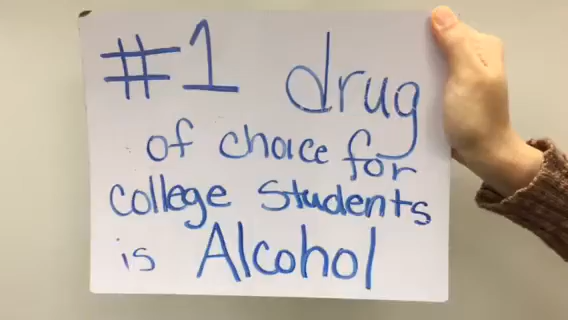 #1 drug
of choice for
college students
is Alcohol